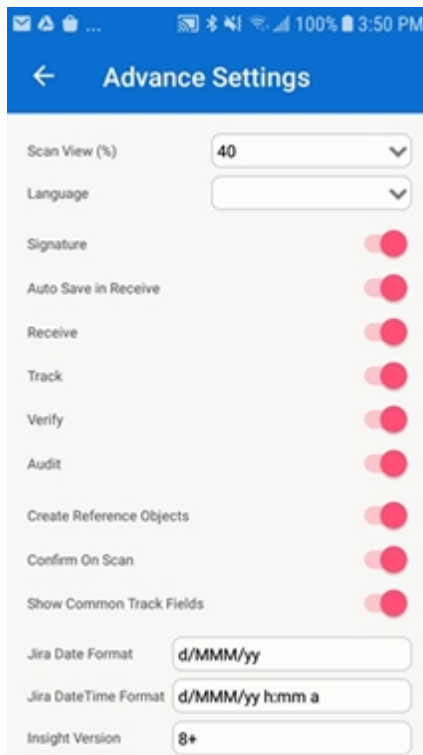 ... 100% 3:50 PM
Advance Settings
Scan View (%) 40
Language
Signature
Auto Save in Receive
Receive
Track
Verify
Audit
Create Reference Objects
Confirm On Scan
Show Common Track Fields
Jira Date Format d/MMM/yy
Jira DateTime Format d/MMM/yy h:mm a
Insight Version 8+